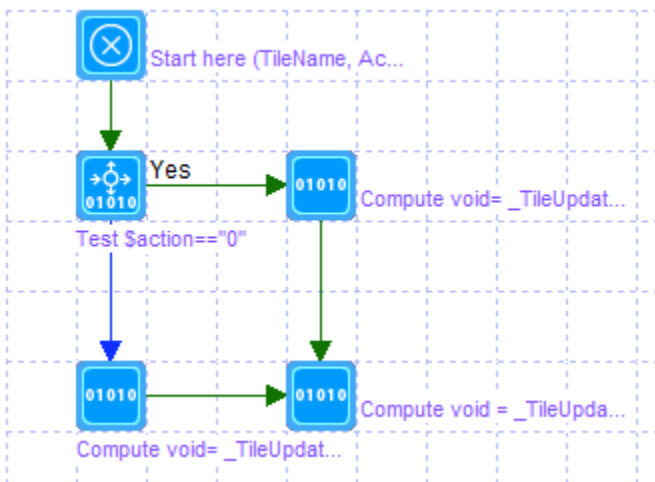 Start here (TileName, Ac...
Yes
01010
01010
Compute void= _TileUpdat...
Test $action=="0"
01010
01010
Compute void = _TileUpda...
Compute void= _TileUpdat...